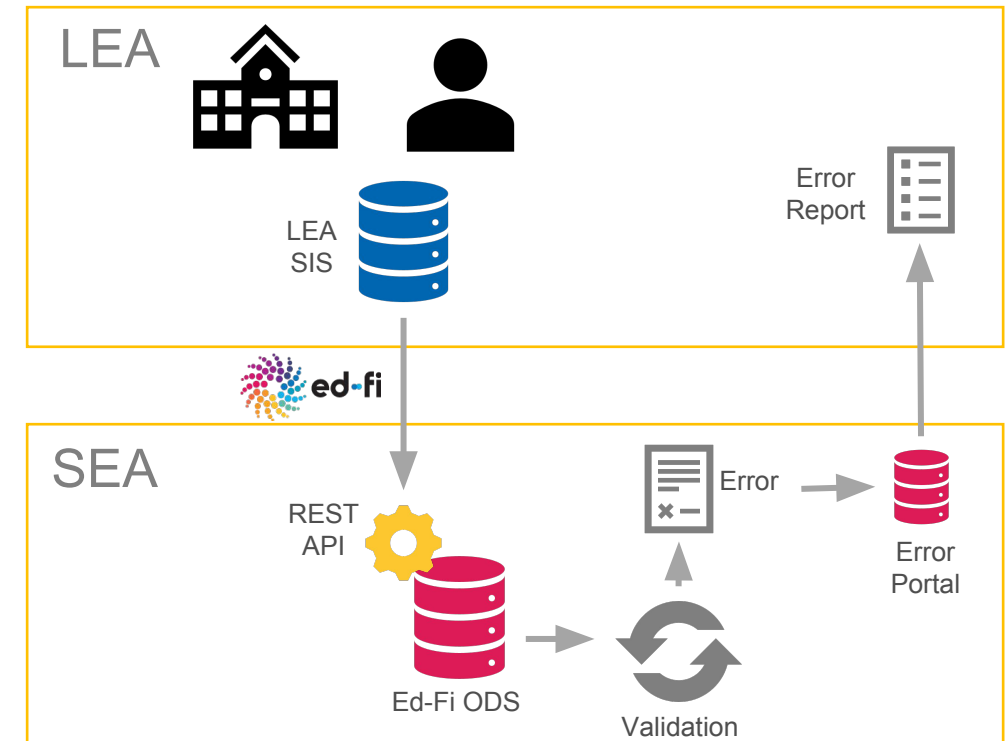 LEA
LEA
SIS
Error
Report
ed-fi
SEA
REST
API
Ed-Fi ODS
Validation
Error
Error
Portal